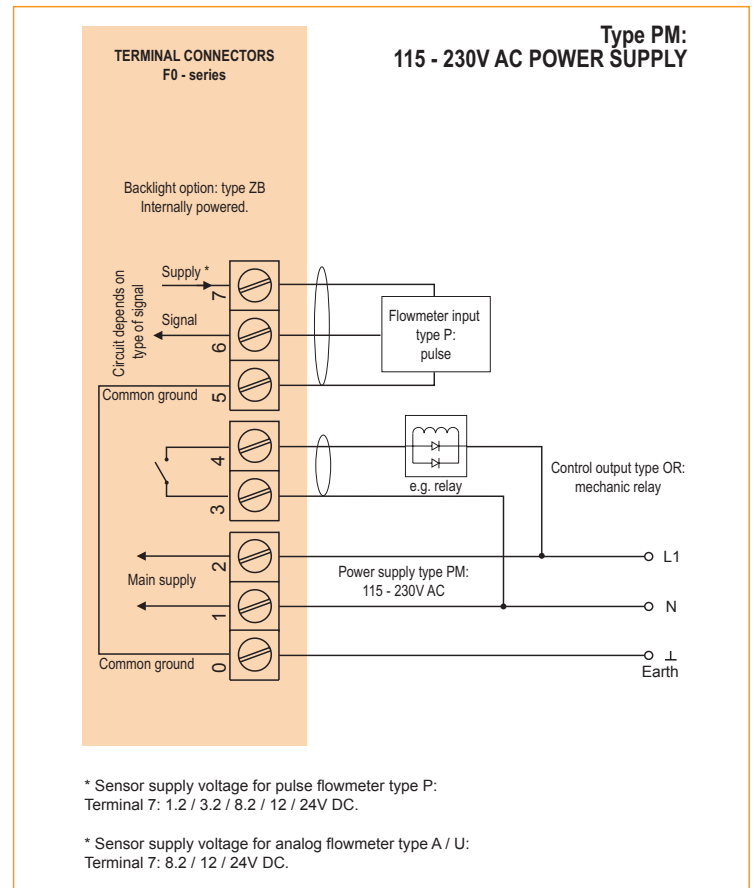 Type PM:
115 - 230V AC POWER SUPPLY
TERMINAL CONNECTORS
F0 - series
Backlight option: type ZB
Internally powered.
Circuit depends on
type of signal
Supply *
7
Signal
6
Common ground
5
Flowmeter input
type P:
pulse
4
3
e.g. relay
Control output type OR:
mechanic relay
2
Main supply
1
Power supply type PM:
115 - 230V AC
L1
N
Common ground
0
Earth
* Sensor supply voltage for pulse flowmeter type P:
Terminal 7: 1.2 / 3.2 / 8.2 / 12 / 24V DC.
* Sensor supply voltage for analog flowmeter type A / U:
Terminal 7: 8.2 / 12 / 24V DC.